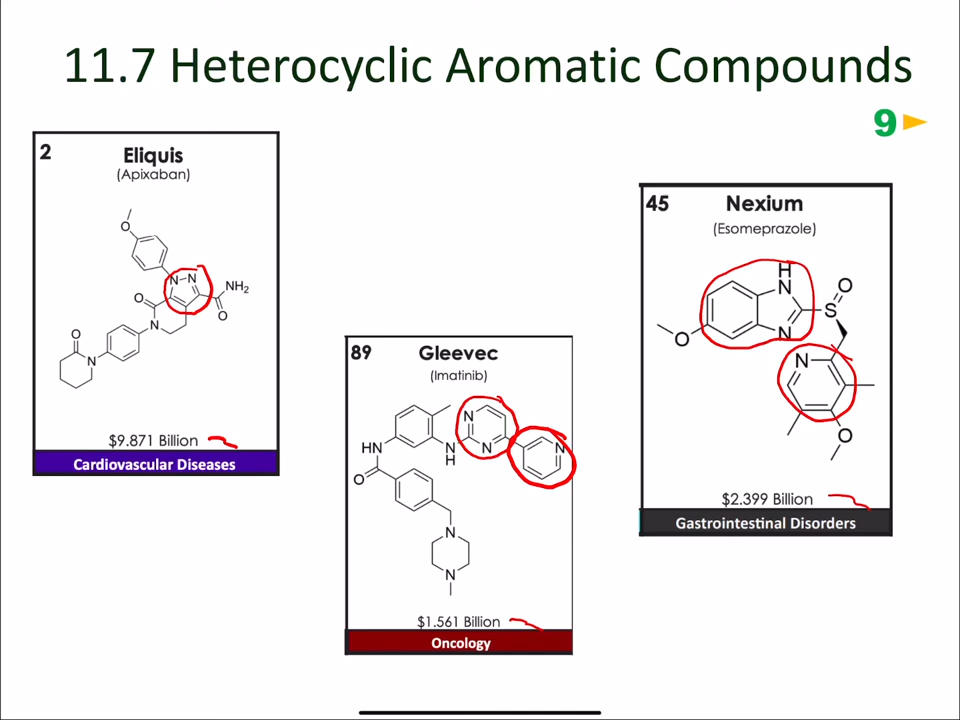 11.7 Heterocyclic Aromatic Compounds
9
2
Eliquis
(Apixaban)
O
N
N
O
NH2
O
N
O
N
$9.871 Billion
Cardiovascular Diseases
89
Gleevec
(Imatinib)
N
N
N
HN
N
H
O
N
N
$1.561 Billion
Oncology
45
Nexium
(Esomeprazole)
H
N
O
S
N
O
N
O
$2.399 Billion
Gastrointestinal Disorders